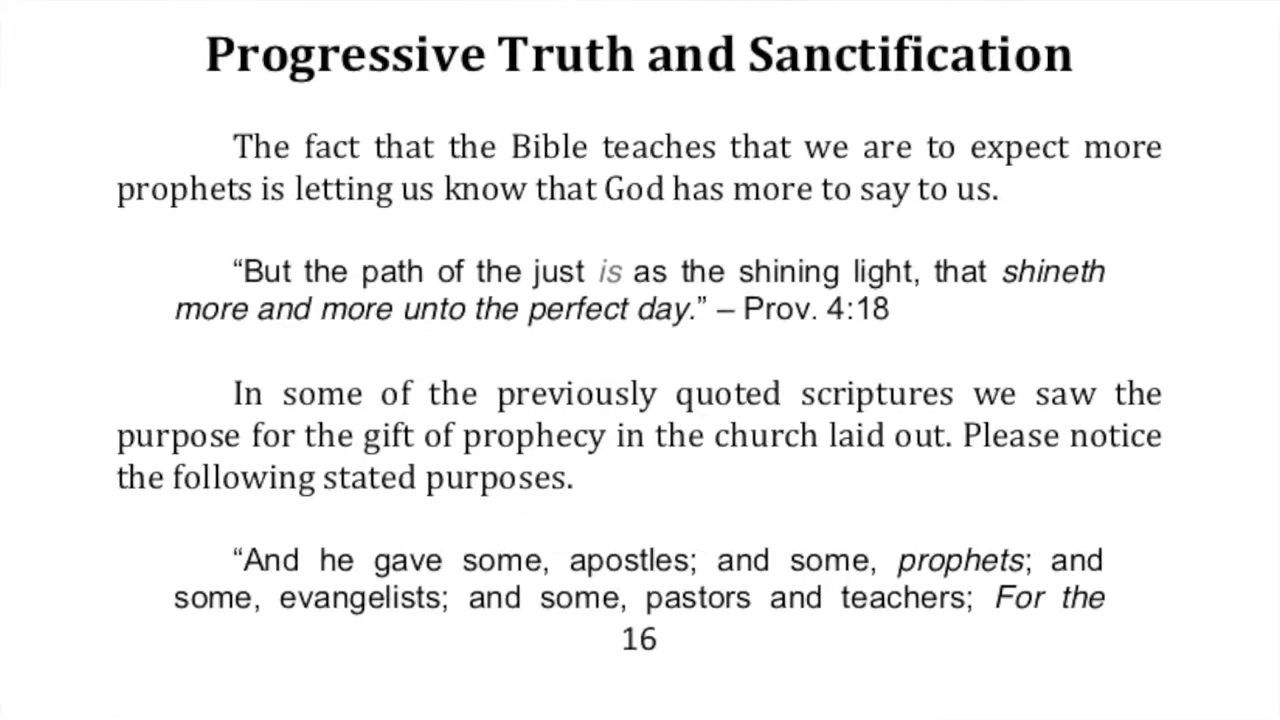 Progressive Truth and Sanctification
The fact that the Bible teaches that we are to expect more
prophets is letting us know that God has more to say to us.
“But the path of the just is as the shining light, that shineth
more and more unto the perfect day.” – Prov. 4:18
In some of the previously quoted scriptures we saw the
purpose for the gift of prophecy in the church laid out. Please notice
the following stated purposes.
“And he gave some, apostles; and some, prophets; and
some, evangelists; and some, pastors and teachers; For the
16